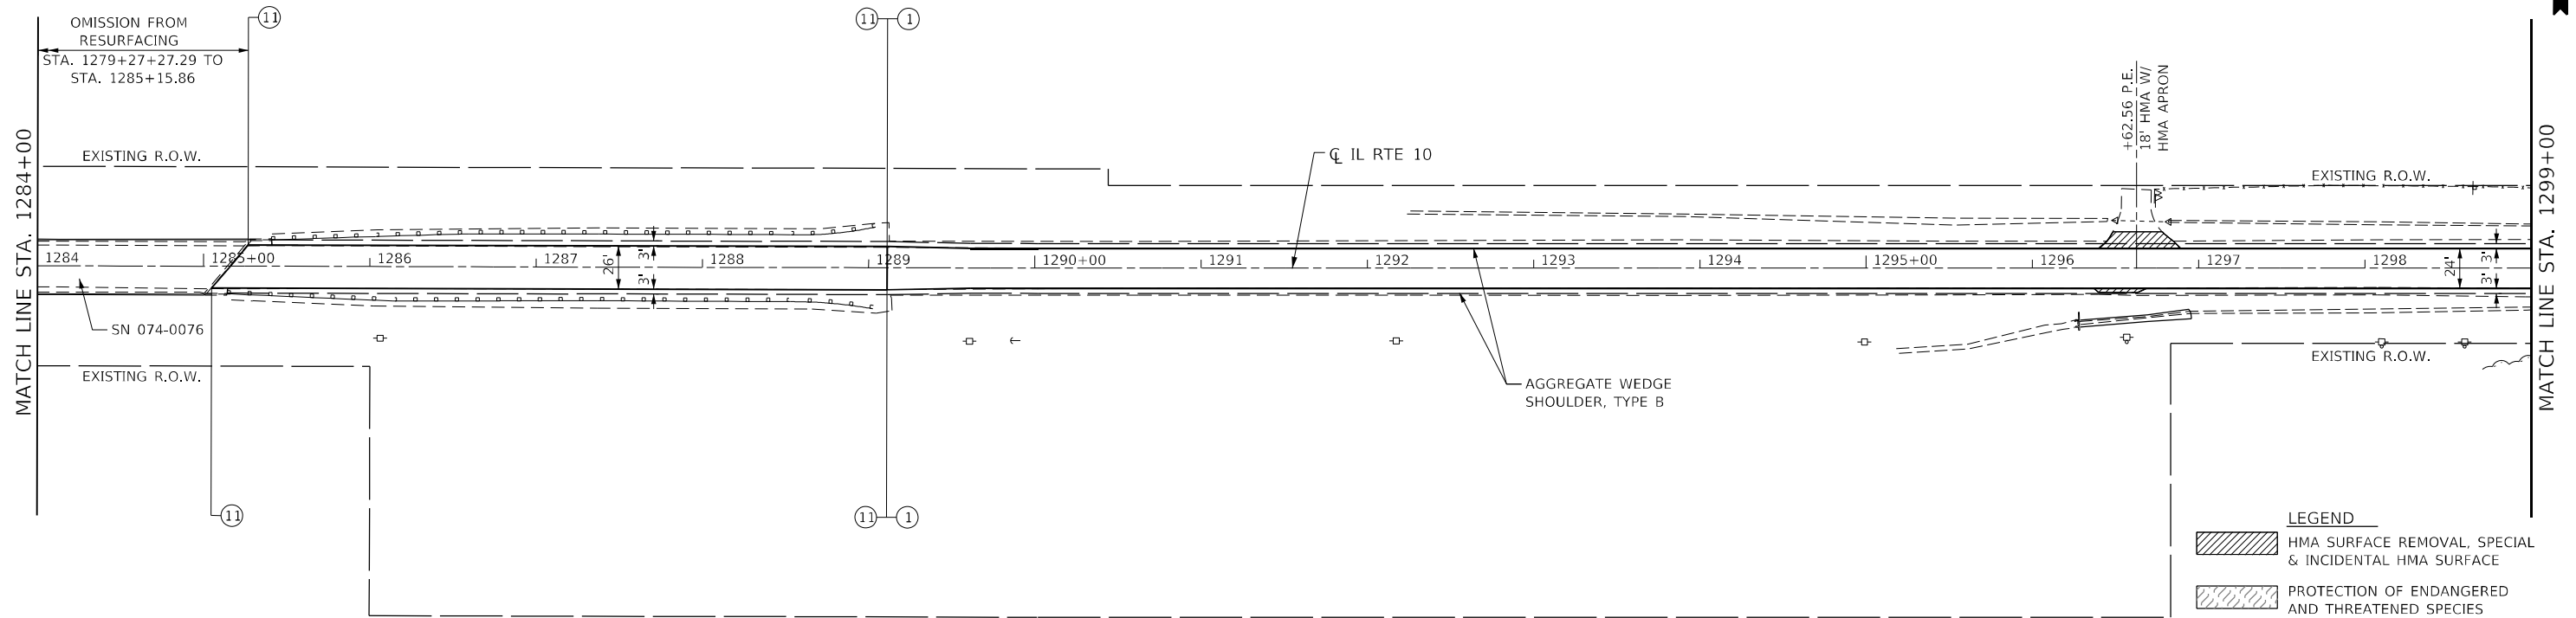 OMISSION FROM
RESURFACING
STA. 1279+27+27.29 TO
STA. 1285+15.86
11
11
1
MATCH LINE STA. 1284+00
EXISTING R.O.W.
℄ IL RTE 10
+62.56 P.E.
18' HMA W/
HMA APRON
EXISTING R.O.W.
MATCH LINE STA. 1299+00
1284
1285+00
1286
1287
1288
1289
1290+00
1291
1292
1293
1294
1295+00
1296
1297
1298
26'
3'
3'
24'
3'
3'
SN 074-0076
EXISTING R.O.W.
EXISTING R.O.W.
AGGREGATE WEDGE
SHOULDER, TYPE B
11
11
1
LEGEND
HMA SURFACE REMOVAL, SPECIAL
& INCIDENTAL HMA SURFACE
PROTECTION OF ENDANGERED
AND THREATENED SPECIES